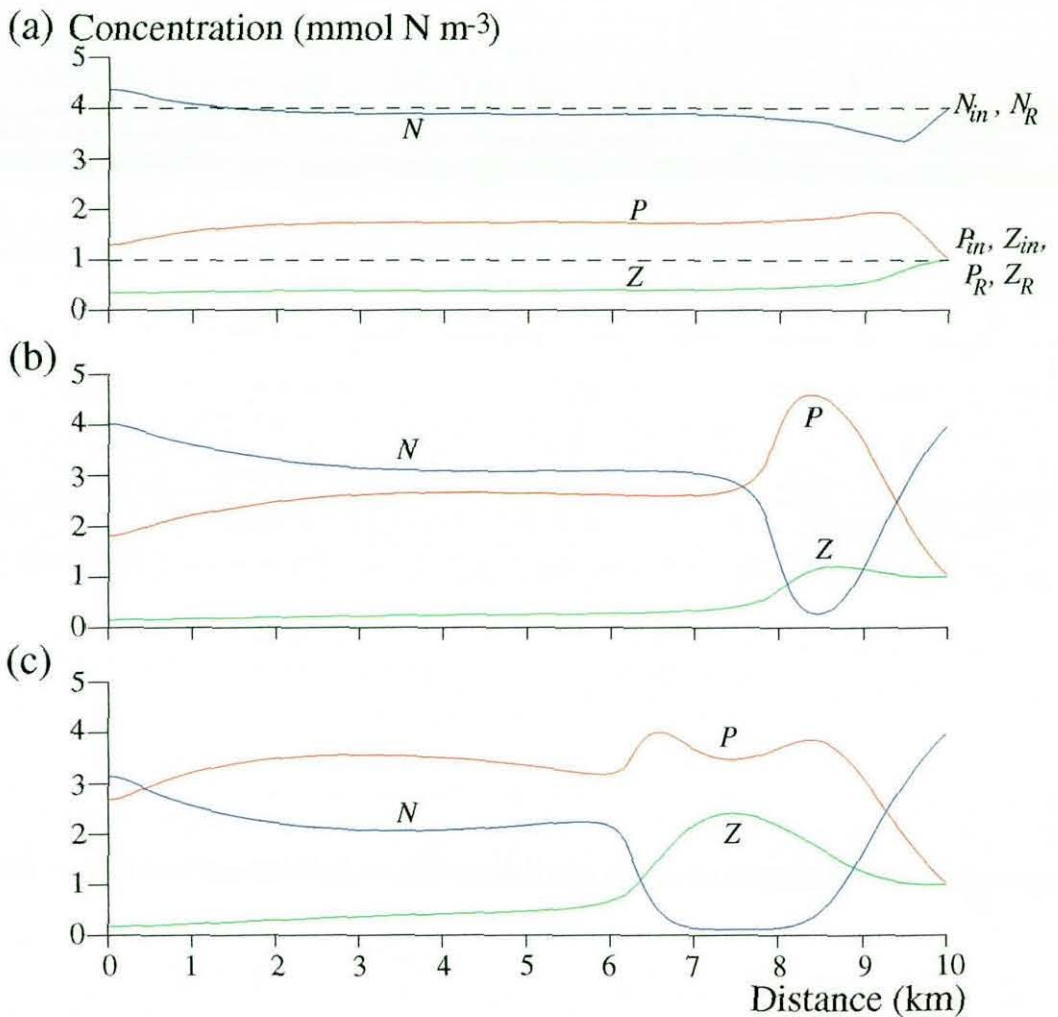 (a) Concentration (mmol N m-3)
5
4
3
2
1
0
N
P
Z
Nin, NR
Pin, Zin,
PR, ZR
(b)
5
4
3
2
1
0
N
P
Z
(c)
5
4
3
2
1
0
N
P
Z
0 1 2 3 4 5 6 7 8 9 10
Distance (km)